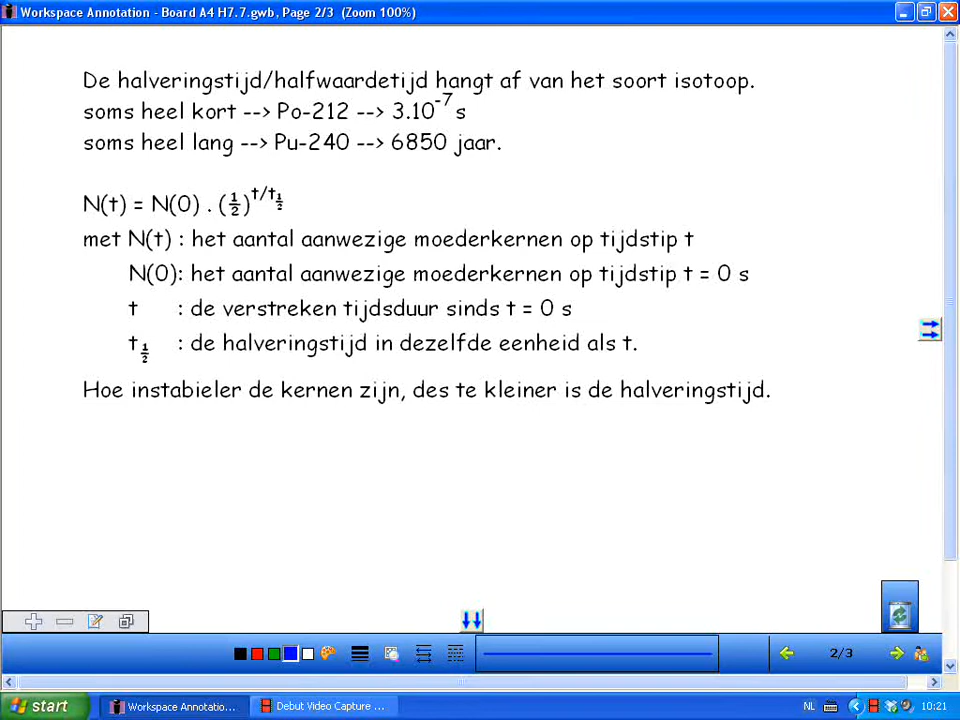 Workspace Annotation - Board A4 H7.7.gwb, Page 2/3 (Zoom 100%)
De halveringstijd/halfwaardetijd hangt af van het soort isotoop.
soms heel kort --> Po-212 --> 3.10⁻⁷ s
soms heel lang --> Pu-240 --> 6850 jaar.
N(t) = N(0) . (½)^t/t½
met N(t) : het aantal aanwezige moederkernen op tijdstip t
N(0): het aantal aanwezige moederkernen op tijdstip t = 0 s
t : de verstreken tijdsduur sinds t = 0 s
t½ : de halveringstijd in dezelfde eenheid als t.
Hoe instabieler de kernen zijn, des te kleiner is de halveringstijd.
2/3
start
Workspace Annotatio...
Debut Video Capture ...
NL
10:21